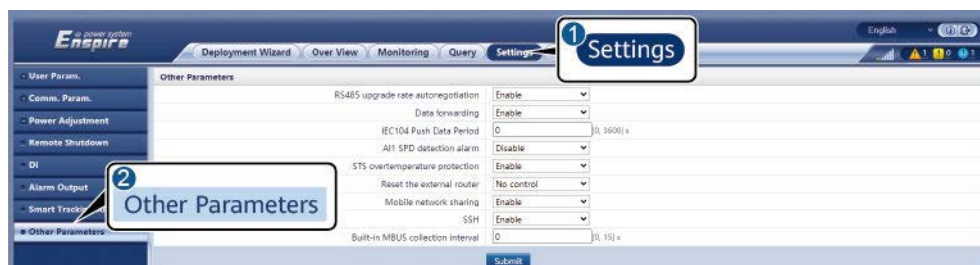 e power system
Enspire
English
Deployment Wizard Over View Monitoring Query Settings
1 Settings
1 0 1
User Param.
Comm. Param.
Power Adjustment
Remote Shutdown
DI
Alarm Output
Smart Tracking
Other Parameters
2 Other Parameters
Other Parameters
RS485 upgrade rate autonegotiation Enable
Data forwarding Enable
IEC104 Push Data Period 0 [0, 3600] s
AI1 SPD detection alarm Disable
STS overtemperature protection Enable
Reset the external router No control
Mobile network sharing Enable
SSH Enable
Built-in MBUS collection interval 0 [0, 15] s
Submit